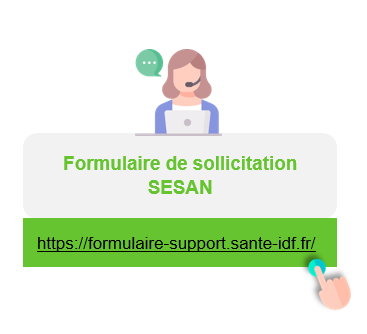 Formulaire de sollicitation
SESAN
https://formulaire-support.sante-idf.fr/